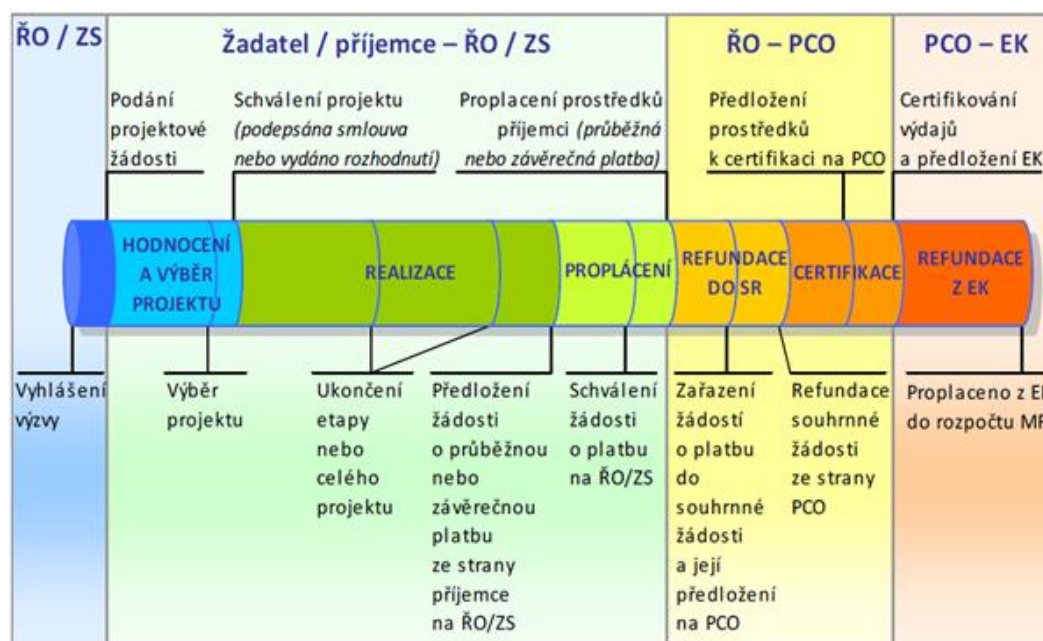 ŘO / ZS
Žadatel / příjemce – ŘO / ZS
ŘO – PCO
PCO – EK
Podání
projektové
žádosti
Schválení projektu
(podepsána smlouva
nebo vydáno rozhodnutí)
Proplacení prostředků
příjemci (průběžná
nebo závěrečná platba)
Předložení
prostředků
k certifikaci na PCO
Certifikování
výdajů
a předložení EK
HODNOCENÍ
A VÝBĚR
PROJEKTU
REALIZACE
PROPLÁCENÍ
REFUNDACE
DO SR
CERTIFIKACE
REFUNDACE
Z EK
Vyhlášení
výzvy
Výběr
projektu
Ukončení
etapy
nebo
celého
projektu
Předložení
žádosti
o průběžnou
nebo
závěrečnou
platbu
ze strany
příjemce
na ŘO/ZS
Schválení
žádosti
o platbu
na ŘO/ZS
Zařazení
žádostí
o platbu
do
souhrnné
žádosti
a její
předložení
na PCO
Refundace
souhrnné
žádosti
ze strany
PCO
Proplaceno z
do rozpočtu